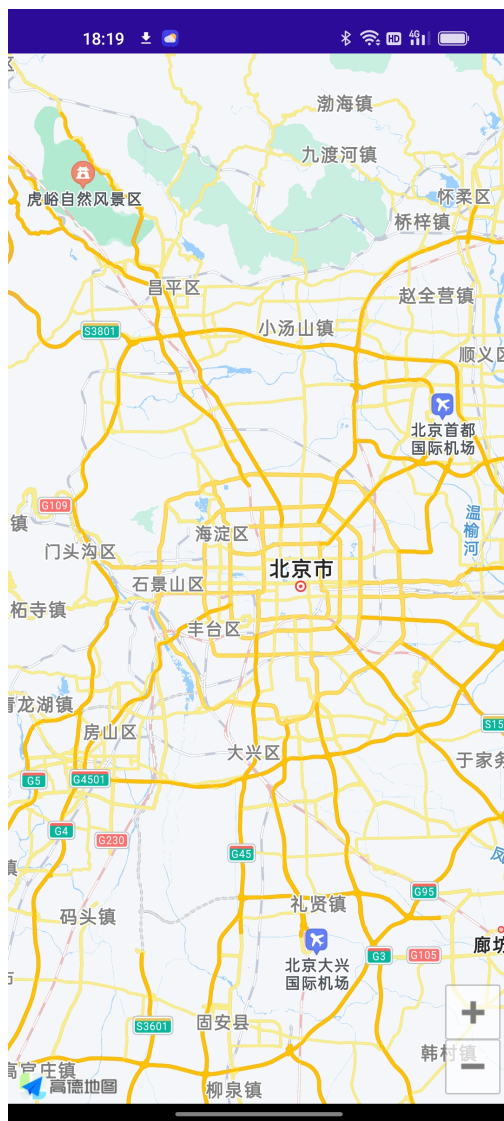 18:19
HD
4G
区
渤海镇
九渡河镇
怀柔区
虎峪自然风景区
桥梓镇
昌平区
赵全营镇
小汤山镇
S3801
顺义区
北京首都
国际机场
G109
镇
海淀区
温榆河
门头沟区
北京市
石景山区
柘寺镇
丰台区
青龙湖镇
S15
房山区
大兴区
于家务
G5
G4501
G4
G230
G45
镇
凤
G95
码头镇
礼贤镇
廊坊
北京大兴
国际机场
G3
G105
S3601
固安县
韩村镇
+
高官庄镇
高德地图
柳泉镇
−